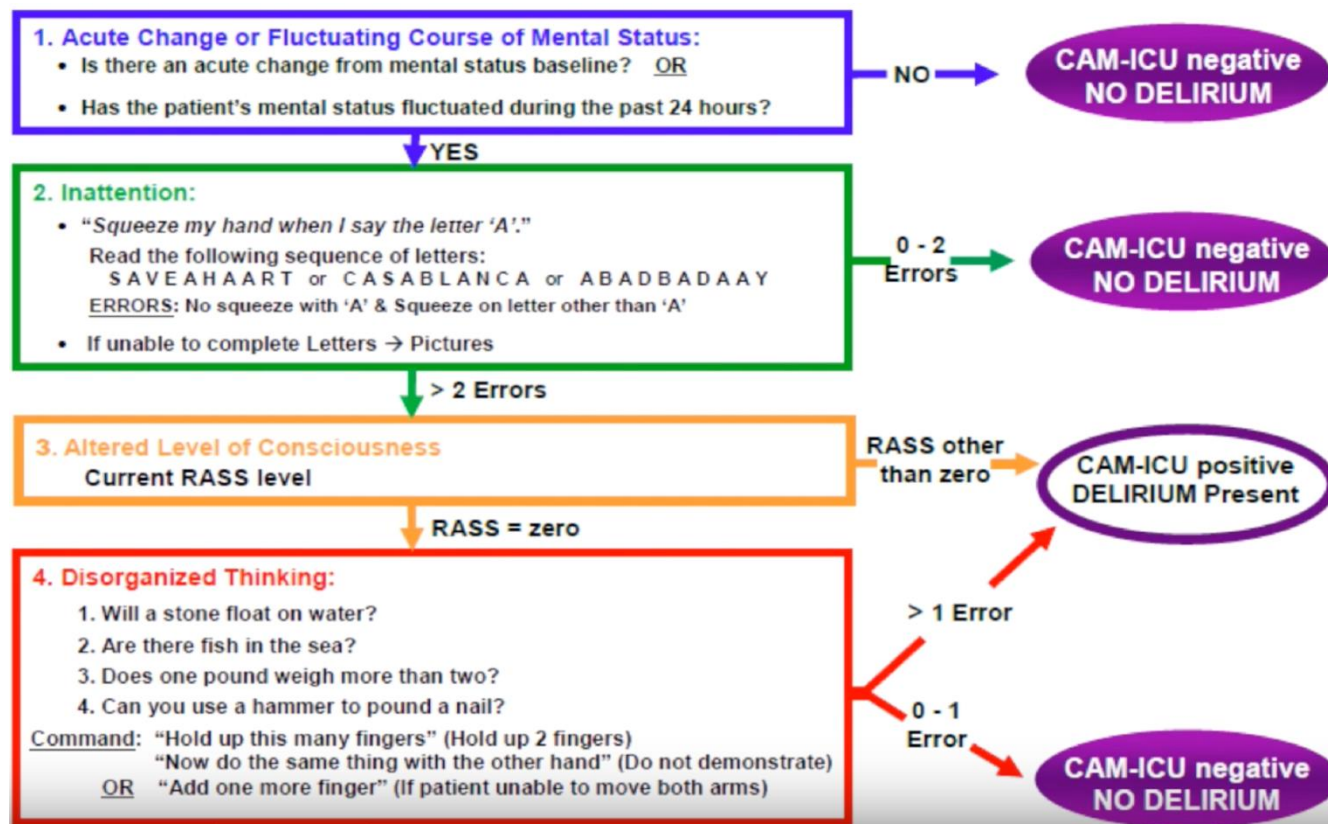 1. Acute Change or Fluctuating Course of Mental Status:
• Is there an acute change from mental status baseline? OR
• Has the patient's mental status fluctuated during the past 24 hours?
NO
CAM-ICU negative
NO DELIRIUM
YES
2. Inattention:
• “Squeeze my hand when I say the letter ‘A’.”
Read the following sequence of letters:
S A V E A H A A R T or C A S A B L A N C A or A B A D B A D A A Y
ERRORS: No squeeze with ‘A’ & Squeeze on letter other than ‘A’
• If unable to complete Letters → Pictures
0 - 2
Errors
CAM-ICU negative
NO DELIRIUM
> 2 Errors
3. Altered Level of Consciousness
Current RASS level
RASS other
than zero
CAM-ICU positive
DELIRIUM Present
RASS = zero
4. Disorganized Thinking:
1. Will a stone float on water?
2. Are there fish in the sea?
3. Does one pound weigh more than two?
4. Can you use a hammer to pound a nail?
Command: “Hold up this many fingers” (Hold up 2 fingers)
“Now do the same thing with the other hand” (Do not demonstrate)
OR “Add one more finger” (If patient unable to move both arms)
> 1 Error
0 - 1
Error
CAM-ICU negative
NO DELIRIUM